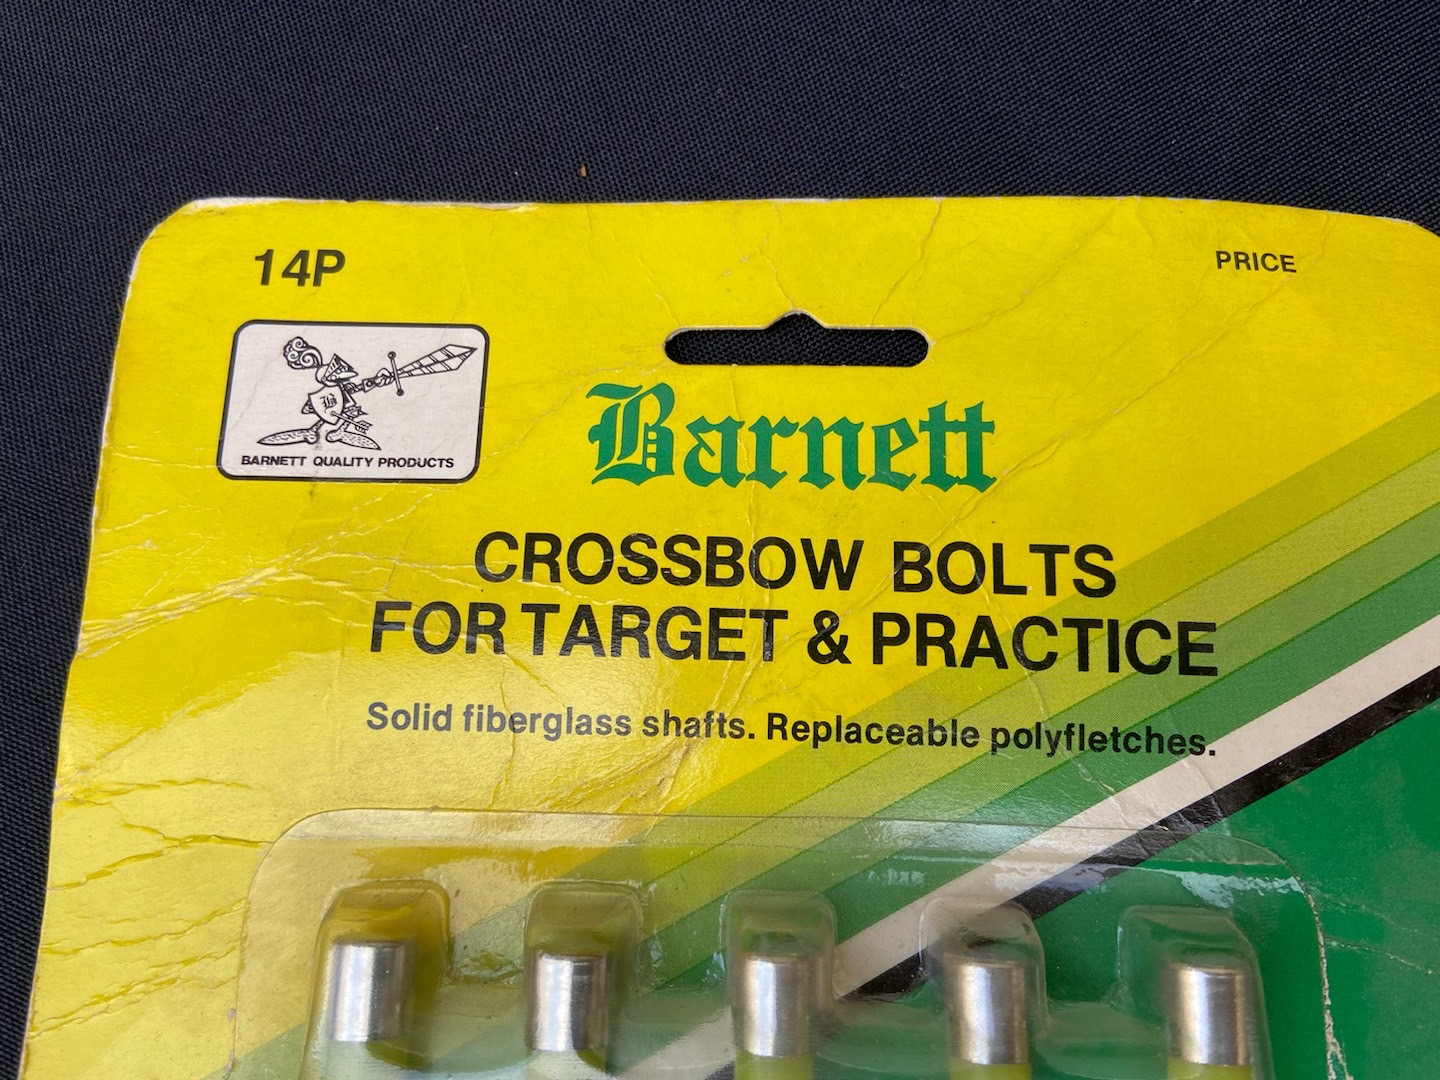 14P
PRICE
B
BARNETT QUALITY PRODUCTS
Barnett
CROSSBOW BOLTS
FOR TARGET & PRACTICE
Solid fiberglass shafts. Replaceable polyfletches.